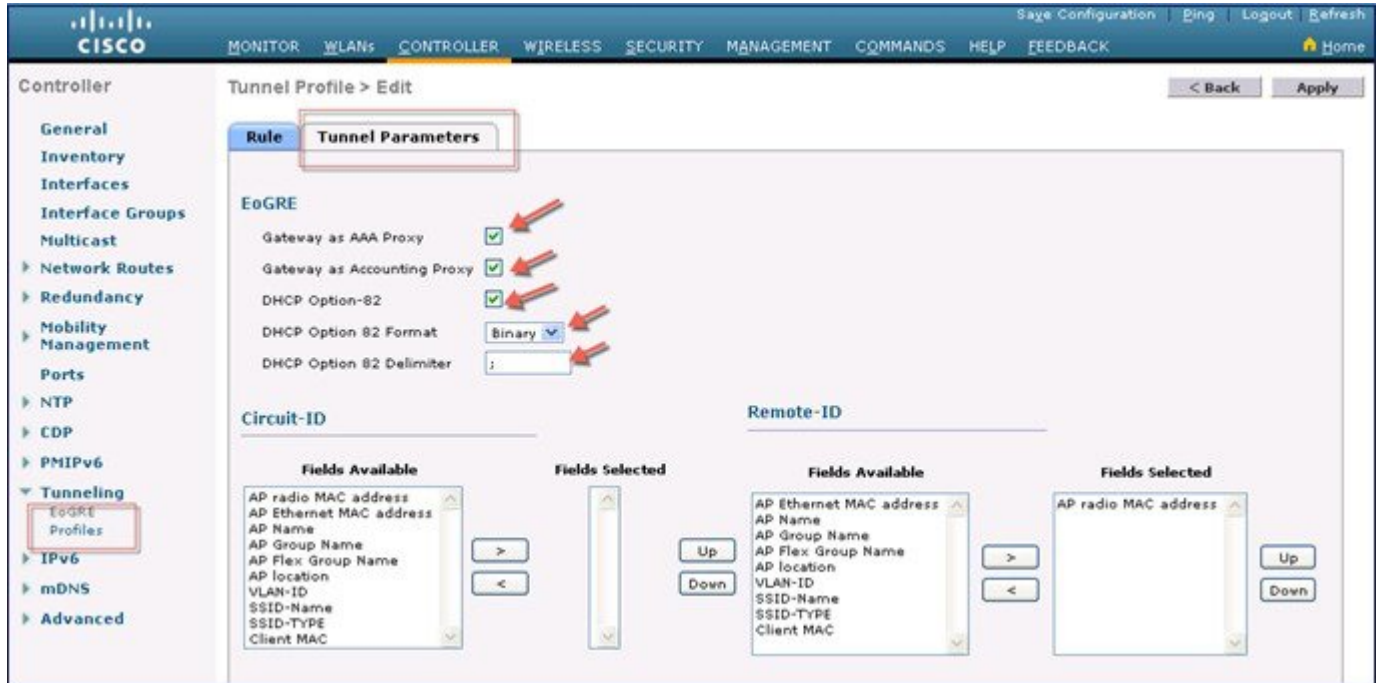 Save Configuration | Ping | Logout | Refresh
CISCO
MONITOR WLANs CONTROLLER WIRELESS SECURITY MANAGEMENT COMMANDS HELP FEEDBACK Home
Controller
General
Inventory
Interfaces
Interface Groups
Multicast
Network Routes
Redundancy
Mobility Management
Ports
NTP
CDP
PMIPv6
Tunneling
EoGRE
Profiles
IPv6
mDNS
Advanced
Tunnel Profile > Edit
< Back Apply
Rule Tunnel Parameters
EoGRE
Gateway as AAA Proxy
Gateway as Accounting Proxy
DHCP Option-82
DHCP Option 82 Format Binary
DHCP Option 82 Delimiter ;
Circuit-ID
Fields Available
AP radio MAC address
AP Ethernet MAC address
AP Name
AP Group Name
AP Flex Group Name
AP location
VLAN-ID
SSID-Name
SSID-TYPE
Client MAC
>
<
Fields Selected
Up
Down
Remote-ID
Fields Available
AP Ethernet MAC address
AP Name
AP Group Name
AP Flex Group Name
AP location
VLAN-ID
SSID-Name
SSID-TYPE
Client MAC
>
<
Fields Selected
AP radio MAC address
Up
Down